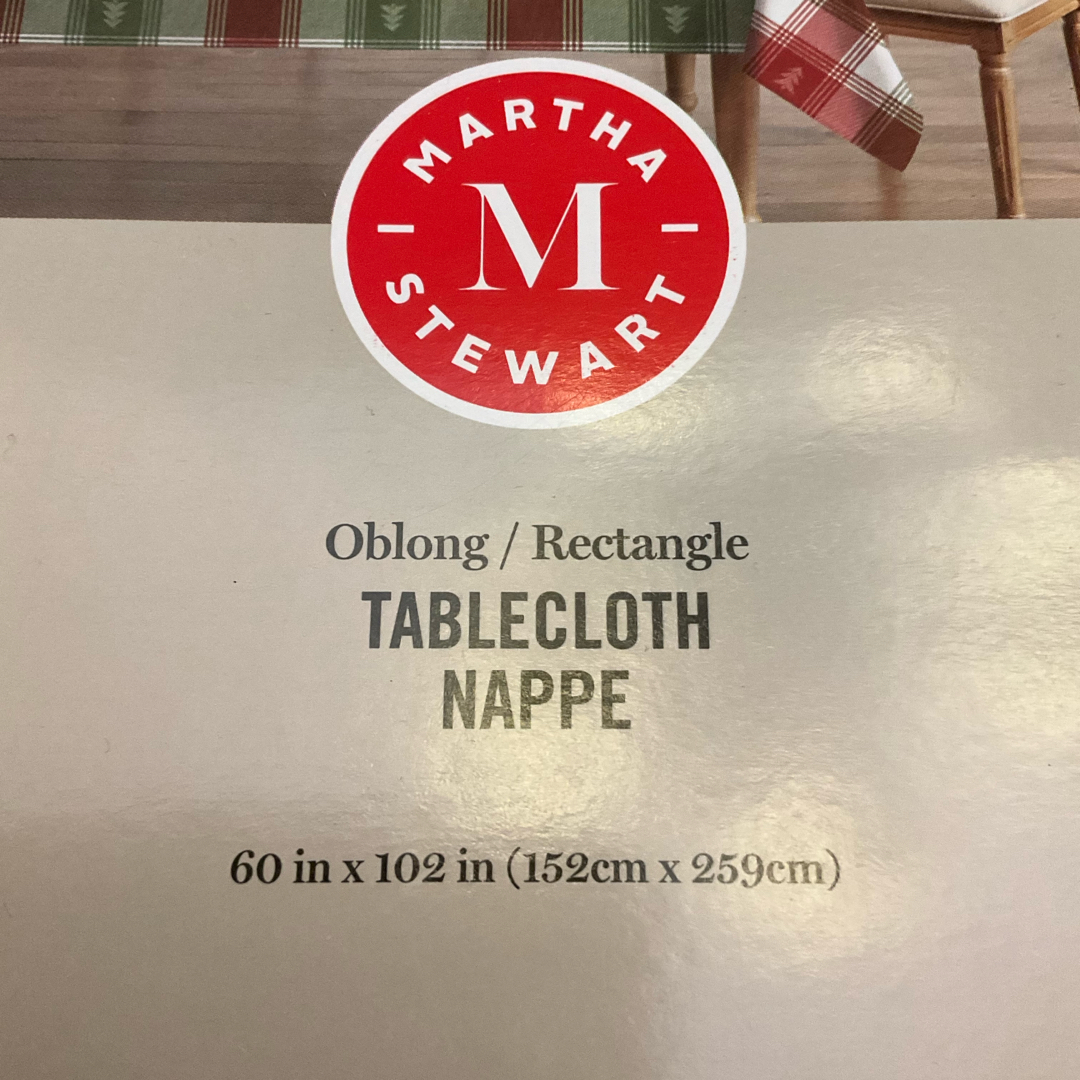 MARTHA
M
STEWART
Oblong / Rectangle
TABLECLOTH
NAPPE
60 in x 102 in (152cm x 259cm)